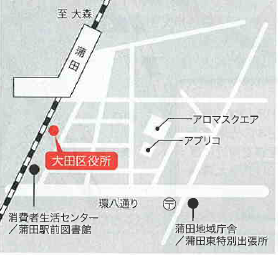 至 大森
蒲田
アロマスクエア
アプリコ
大田区役所
環八通り
〒
消費者生活センター
／蒲田駅前図書館
蒲田地域庁舎
／蒲田東特別出張所